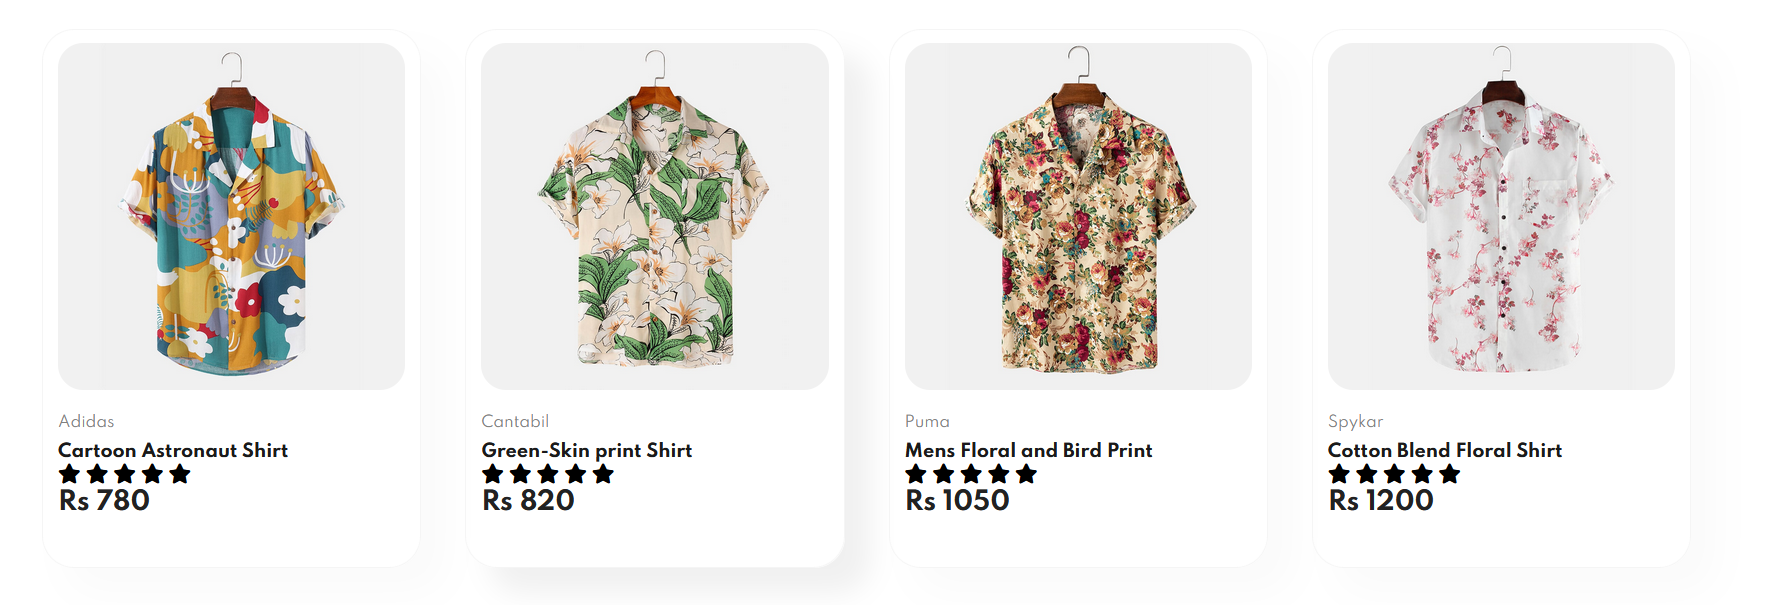 Adidas
Cartoon Astronaut Shirt
Rs 780
Cantabil
Green-Skin print Shirt
Rs 820
Puma
Mens Floral and Bird Print
Rs 1050
Spykar
Cotton Blend Floral Shirt
Rs 1200